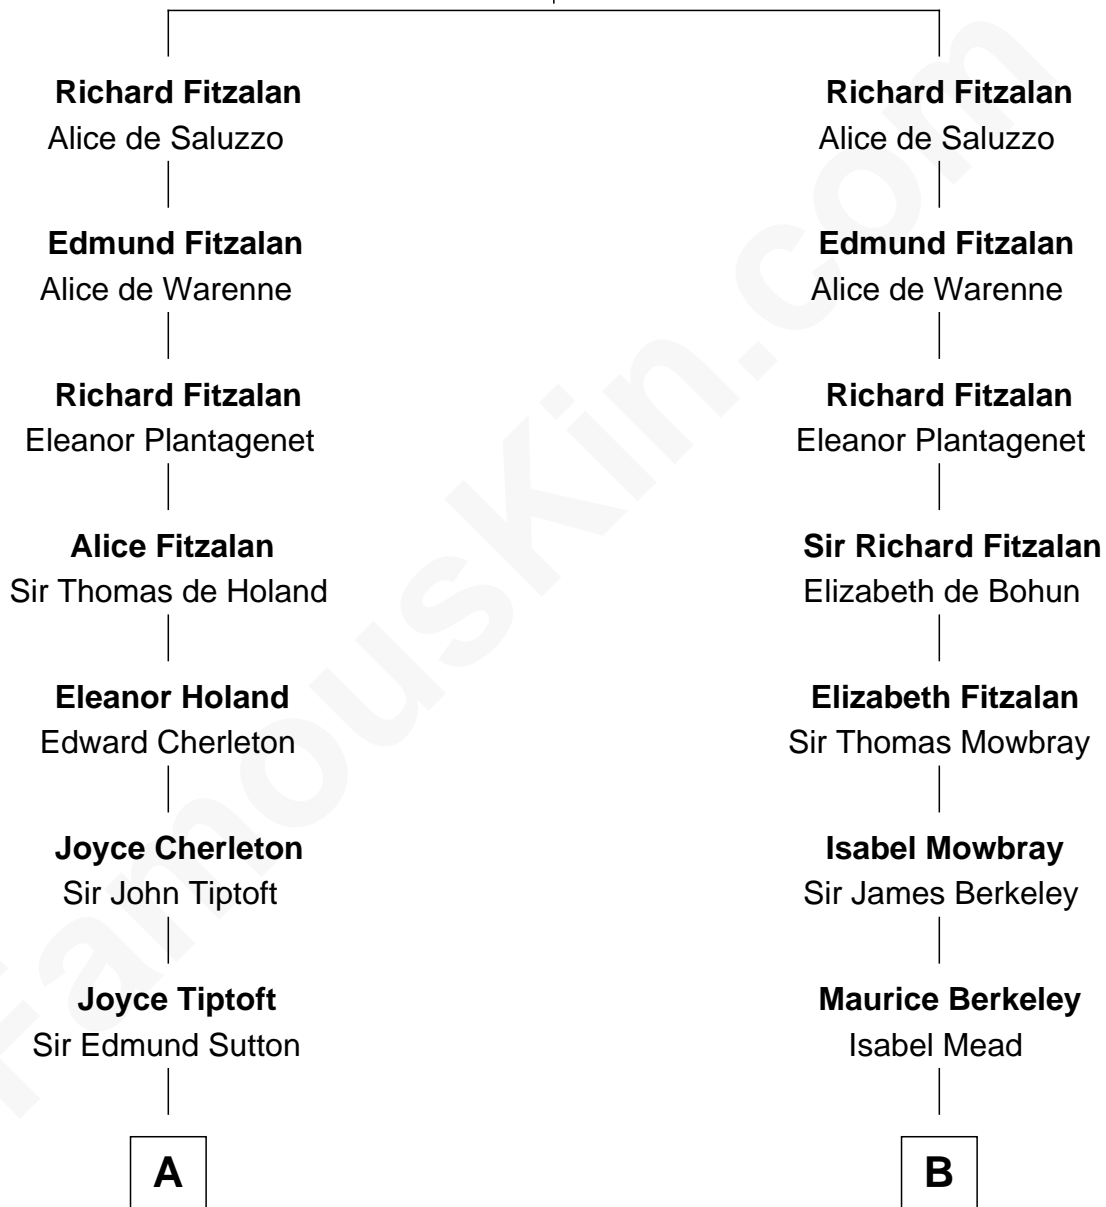 Richard Fitzalan
Alice de Saluzzo
Edmund Fitzalan
Alice de Warenne
Richard Fitzalan
Eleanor Plantagenet
Alice Fitzalan
Sir Thomas de Holand
Eleanor Holand
Edward Cherleton
Joyce Cherleton
Sir John Tiptoft
Joyce Tiptoft
Sir Edmund Sutton
A
Richard Fitzalan
Alice de Saluzzo
Edmund Fitzalan
Alice de Warenne
Richard Fitzalan
Eleanor Plantagenet
Sir Richard Fitzalan
Elizabeth de Bohun
Elizabeth Fitzalan
Sir Thomas Mowbray
Isabel Mowbray
Sir James Berkeley
Maurice Berkeley
Isabel Mead
B
FamousKin.com